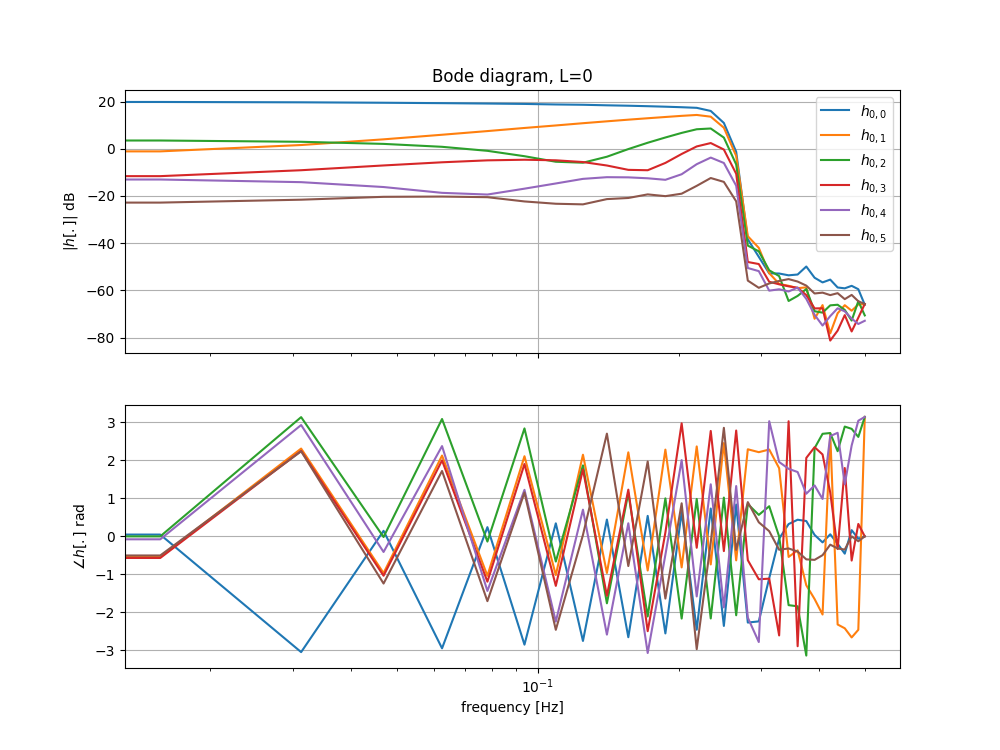 Bode diagram, L=0
|h[.]| dB
20
0
−20
−40
−60
−80
h0,0
h0,1
h0,2
h0,3
h0,4
h0,5
∠h[.] rad
3
2
1
0
−1
−2
−3
10−1
frequency [Hz]